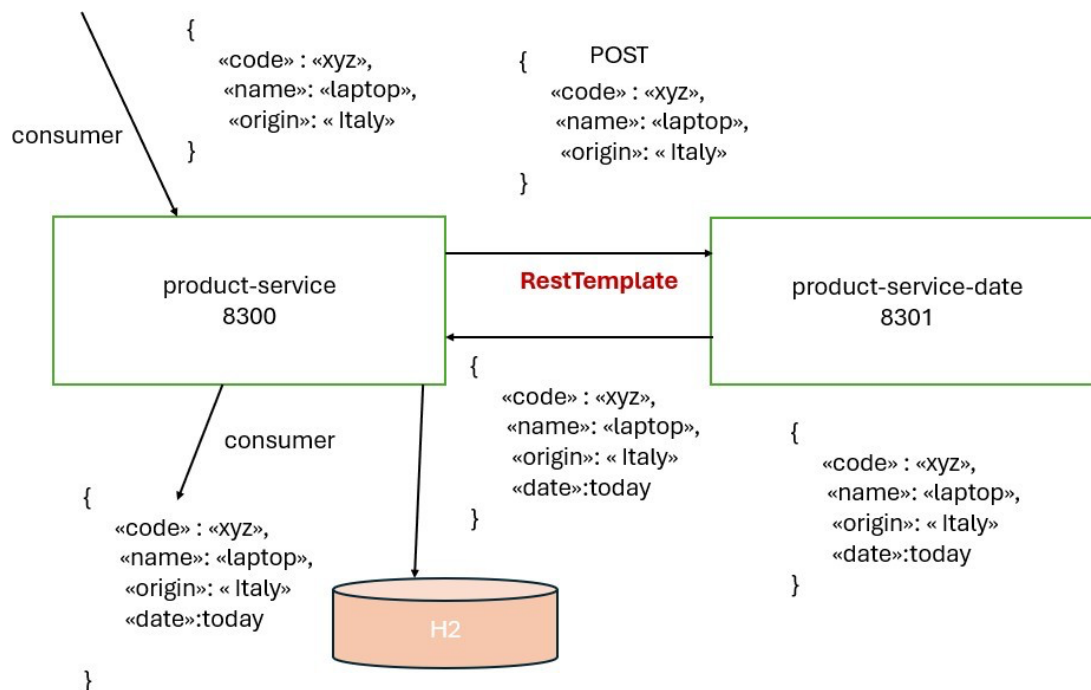 {
«code» : «xyz»,
«name»: «laptop»,
«origin»: « Italy»
}
consumer
POST
{
«code» : «xyz»,
«name»: «laptop»,
«origin»: « Italy»
}
product-service
8300
RestTemplate
product-service-date
8301
{
«code» : «xyz»,
«name»: «laptop»,
«origin»: « Italy»
«date»:today
}
{
«code» : «xyz»,
«name»: «laptop»,
«origin»: « Italy»
«date»:today
}
consumer
{
«code» : «xyz»,
«name»: «laptop»,
«origin»: « Italy»
«date»:today
}
H2